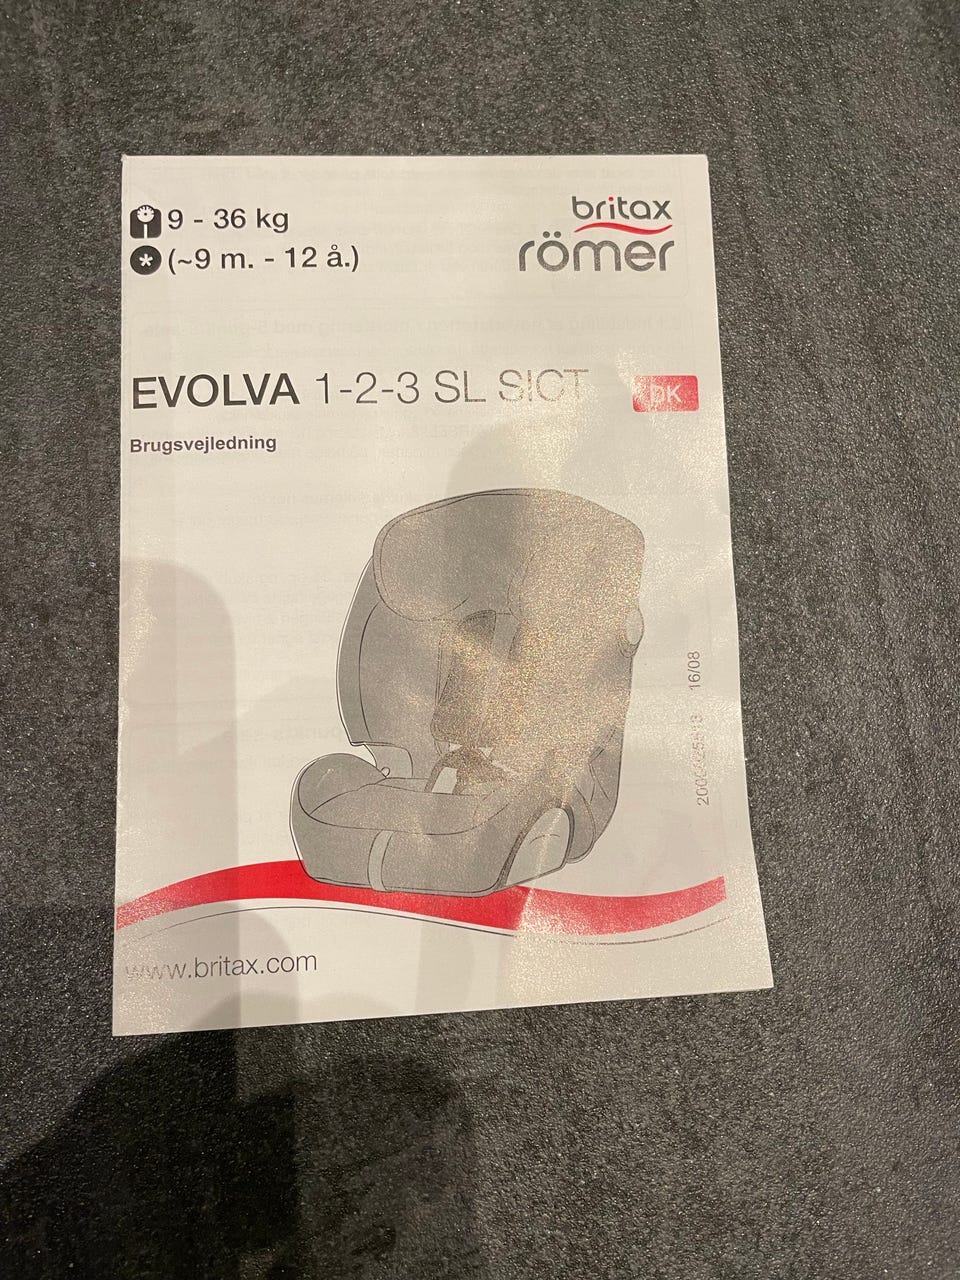 9 - 36 kg
(~9 m. - 12 å.)
britax
römer
EVOLVA 1-2-3 SL SICT
DK
Brugsvejledning
16/08
www.britax.com